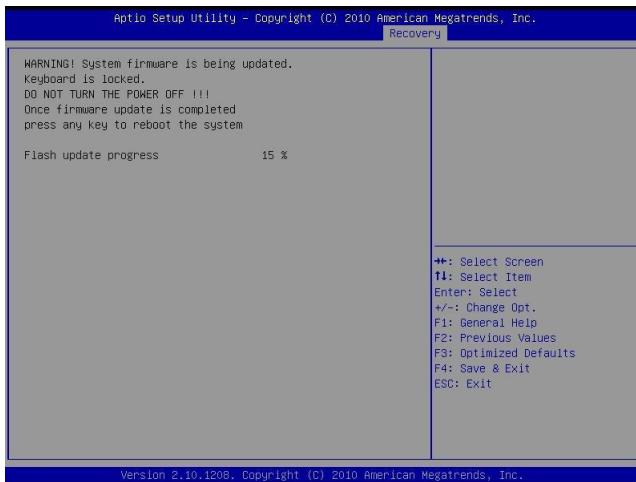 Aptio Setup Utility – Copyright (C) 2010 American Megatrends, Inc.
Recovery
WARNING! System firmware is being updated.
Keyboard is locked.
DO NOT TURN THE POWER OFF !!!
Once firmware update is completed
press any key to reboot the system
Flash update progress 15 %
→←: Select Screen
↑↓: Select Item
Enter: Select
+/-: Change Opt.
F1: General Help
F2: Previous Values
F3: Optimized Defaults
F4: Save & Exit
ESC: Exit
Version 2.10.1208. Copyright (C) 2010 American Megatrends, Inc.